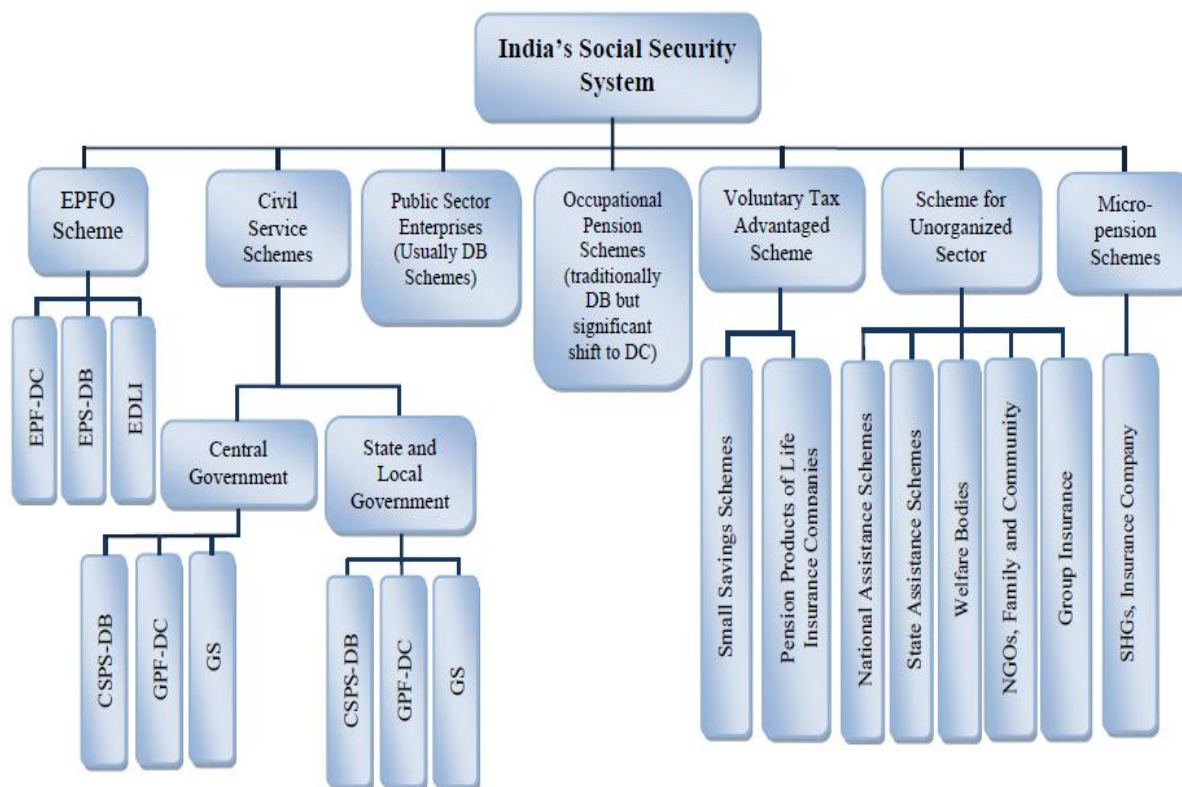 India's Social Security
System
EPFO
Scheme
Civil
Service
Schemes
Public Sector
Enterprises
(Usually DB
Schemes)
Occupational
Pension
Schemes
(traditionally
DB but
significant
shift to DC)
Voluntary Tax
Advantaged
Scheme
Scheme for
Unorganized
Sector
Micro-
pension
Schemes
EPF-DC
EPS-DB
EDLI
Central
Government
State and
Local
Government
CSPS-DB
GPF-DC
GS
CSPS-DB
GPF-DC
GS
Small Savings Schemes
Pension Products of Life
Insurance Companies
National Assistance Schemes
State Assistance Schemes
Welfare Bodies
NGOs, Family and Community
Group Insurance
SHGs, Insurance Company